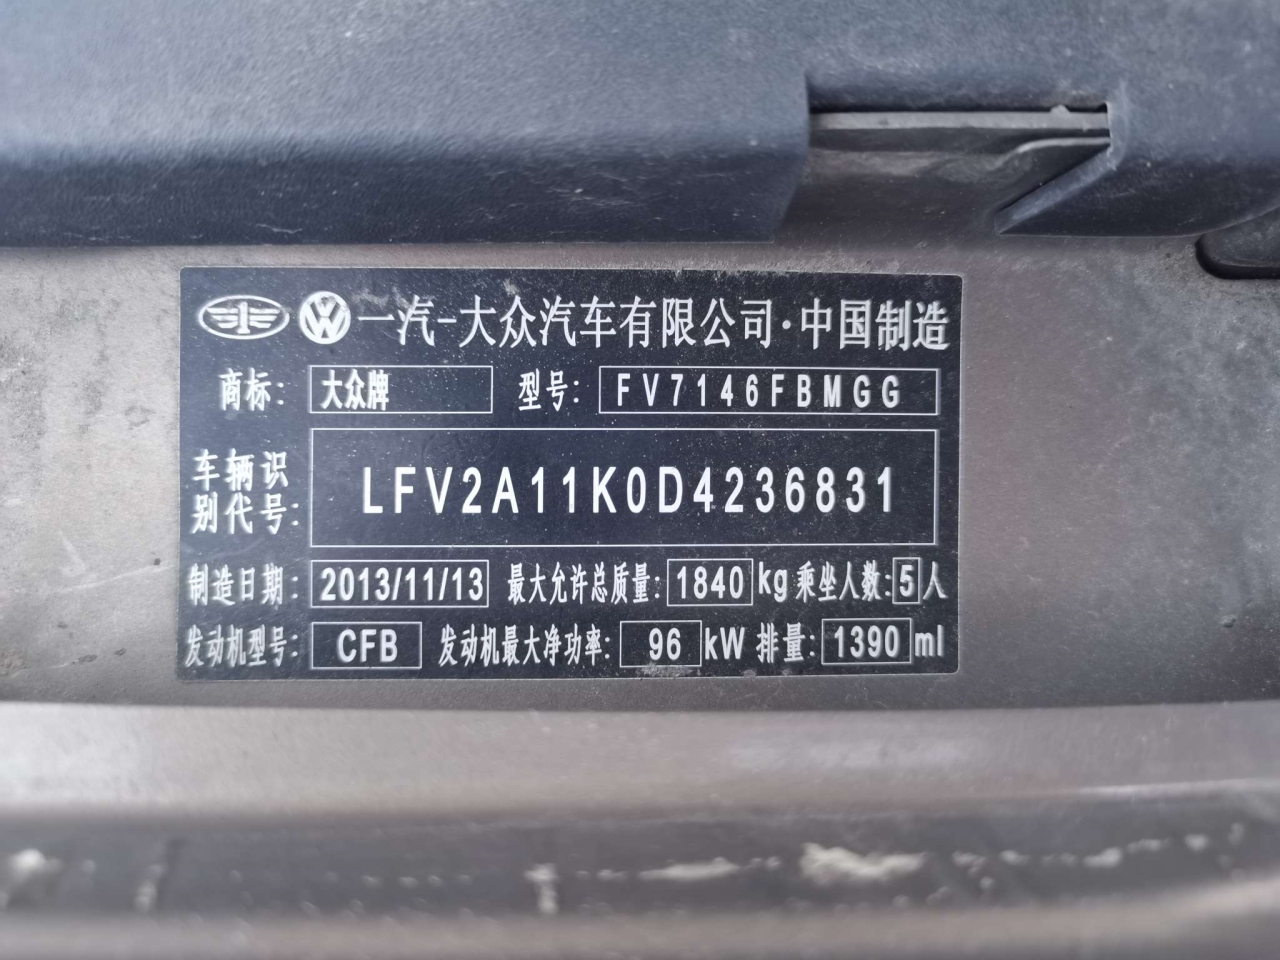 一汽-大众汽车有限公司·中国制造
商标: 大众牌 型号: FV7146FBMGG
车辆识别代号: LFV2A11K0D4236831
制造日期: 2013/11/13 最大允许总质量: 1840 kg 乘坐人数: 5 人
发动机型号: CFB 发动机最大净功率: 96 kW 排量: 1390 ml